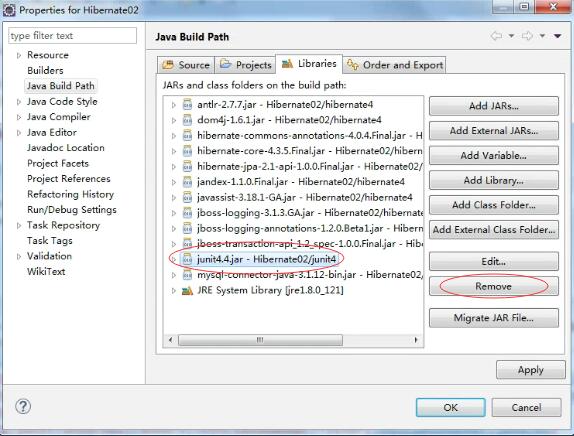 Properties for Hibernate02
type filter text
Resource
Builders
Java Build Path
Java Code Style
Java Compiler
Java Editor
Javadoc Location
Project Facets
Project References
Refactoring History
Run/Debug Settings
Task Repository
Task Tags
Validation
WikiText
Java Build Path
Source Projects Libraries Order and Export
JARs and class folders on the build path:
antlr-2.7.7.jar - Hibernate02/hibernate4
dom4j-1.6.1.jar - Hibernate02/hibernate4
hibernate-commons-annotations-4.0.4.Final.jar - Hibernate02/hi
hibernate-core-4.3.5.Final.jar - Hibernate02/hibernate4
hibernate-jpa-2.1-api-1.0.0.Final.jar - Hibernate02/hibernate4
jandex-1.1.0.Final.jar - Hibernate02/hibernate4
javassist-3.18.1-GA.jar - Hibernate02/hibernate4
jboss-logging-3.1.3.GA.jar - Hibernate02/hibernate4
jboss-logging-annotations-1.2.0.Beta1.jar - Hibernate02/hiberna
jboss-transaction-api_1.2_spec-1.0.0.Final.jar - Hibernate02/hib
junit4.4.jar - Hibernate02/junit4
mysql-connector-java-3.1.12-bin.jar - Hibernate02/hibernate4
JRE System Library [jre1.8.0_121]
Add JARs...
Add External JARs...
Add Variable...
Add Library...
Add Class Folder...
Add External Class Folder...
Edit...
Remove
Migrate JAR File...
Apply
OK
Cancel